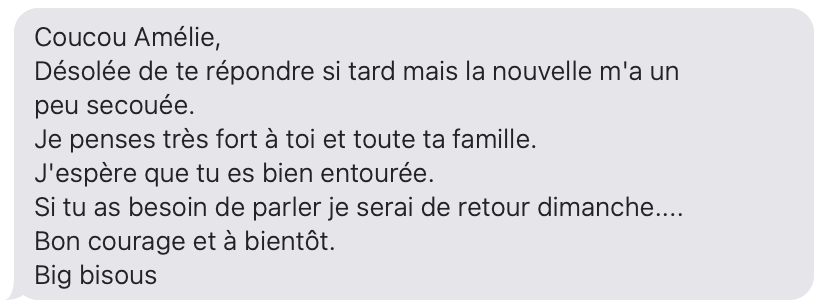 Coucou Amélie,
Désolée de te répondre si tard mais la nouvelle m'a un
peu secouée.
Je penses très fort à toi et toute ta famille.
J'espère que tu es bien entourée.
Si tu as besoin de parler je serai de retour dimanche....
Bon courage et à bientôt.
Big bisous